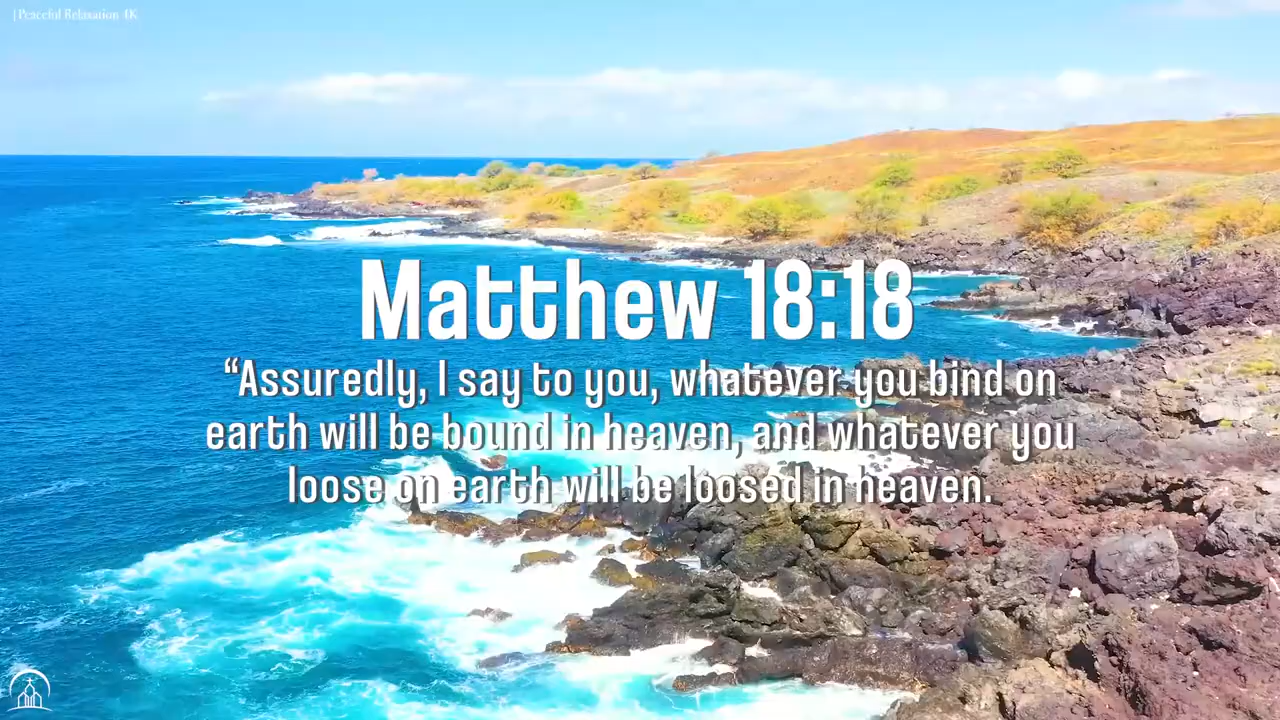 | Peaceful Relaxation 4K
Matthew 18:18
“Assuredly, I say to you, whatever you bind on
earth will be bound in heaven, and whatever you
loose on earth will be loosed in heaven.